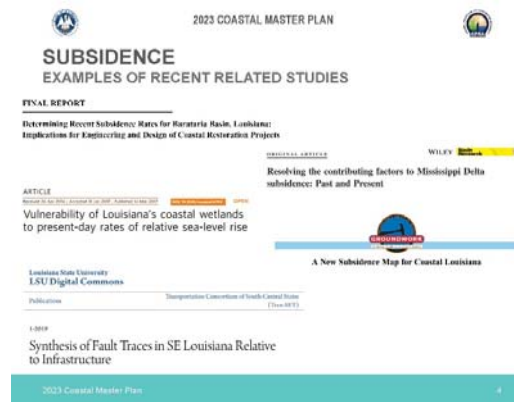 2023 COASTAL MASTER PLAN
SUBSIDENCE
EXAMPLES OF RECENT RELATED STUDIES
FINAL REPORT
Determining Recent Subsidence Rates for Barataria Basin, Louisiana:
Implications for Engineering and Design of Coastal Restoration Projects
ORIGINAL ARTICLE
WILEY
Resolving the contributing factors to Mississippi Delta
subsidence: Past and Present
ARTICLE
OPEN
Vulnerability of Louisiana's coastal wetlands
to present-day rates of relative sea-level rise
GROUNDWORK
A New Subsidence Map for Coastal Louisiana
Louisiana State University
LSU Digital Commons
Publications
Transportation Consortium of South-Central States
(Tran-SET)
1-2019
Synthesis of Fault Traces in SE Louisiana Relative
to Infrastructure
2023 Coastal Master Plan
4